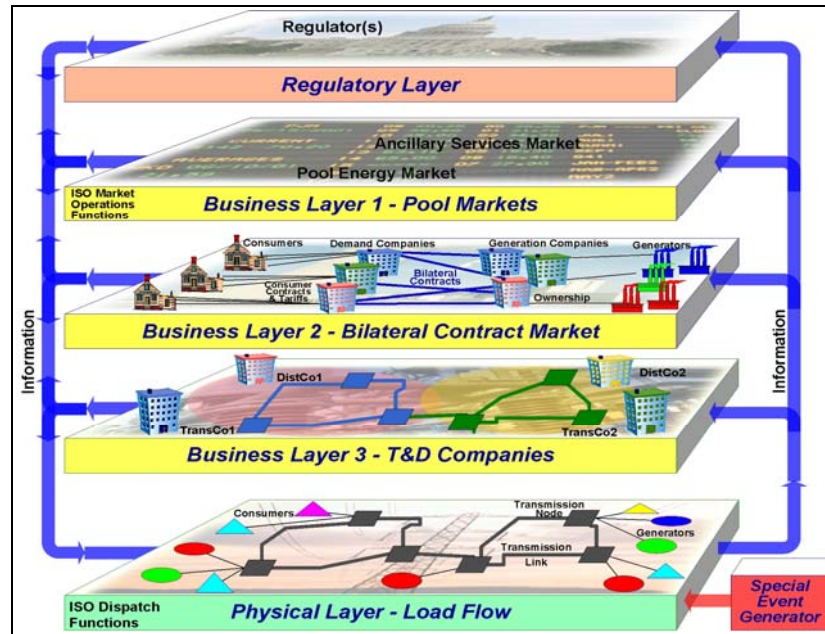 Regulator(s)
Regulatory Layer
Ancillary Services Market
Pool Energy Market
ISO Market
Operations
Functions
Business Layer 1 - Pool Markets
Consumers
Demand Companies
Generation Companies
Generators
Bilateral
Contracts
Consumer
Contracts
& Tariffs
Ownership
Business Layer 2 - Bilateral Contract Market
Information
Information
DistCo1
DistCo2
TransCo1
TransCo2
Business Layer 3 - T&D Companies
Consumers
Transmission
Node
Generators
Transmission
Link
ISO Dispatch
Functions
Physical Layer - Load Flow
Special
Event
Generator